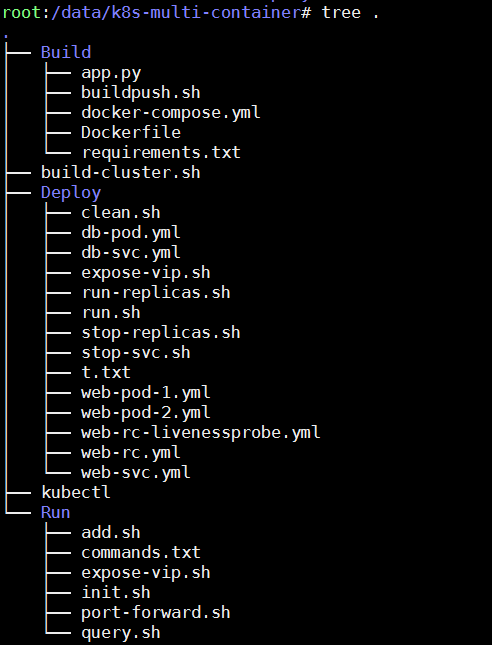 root:/data/k8s-multi-container# tree .
.
├── Build
│   ├── app.py
│   ├── buildpush.sh
│   ├── docker-compose.yml
│   ├── Dockerfile
│   └── requirements.txt
├── build-cluster.sh
├── Deploy
│   ├── clean.sh
│   ├── db-pod.yml
│   ├── db-svc.yml
│   ├── expose-vip.sh
│   ├── run-replicas.sh
│   ├── run.sh
│   ├── stop-replicas.sh
│   ├── stop-svc.sh
│   ├── t.txt
│   ├── web-pod-1.yml
│   ├── web-pod-2.yml
│   ├── web-rc-livenessprobe.yml
│   ├── web-rc.yml
│   └── web-svc.yml
├── kubectl
└── Run
    ├── add.sh
    ├── commands.txt
    ├── expose-vip.sh
    ├── init.sh
    ├── port-forward.sh
    └── query.sh